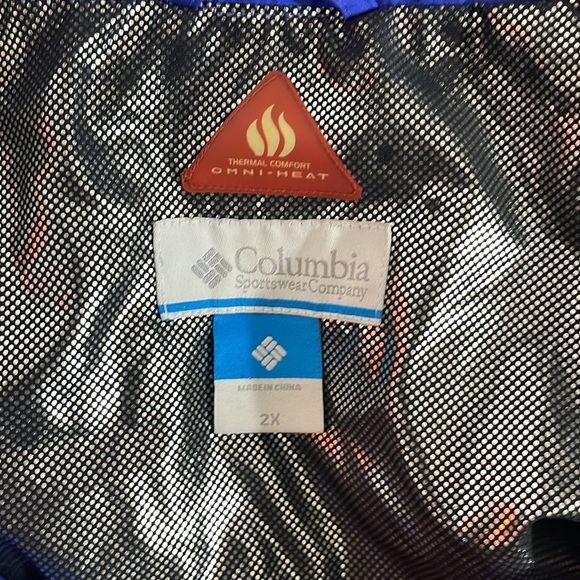 THERMAL COMFORT
OMNI-HEAT
Columbia
Sportswear Company
MADE IN CHINA
2X